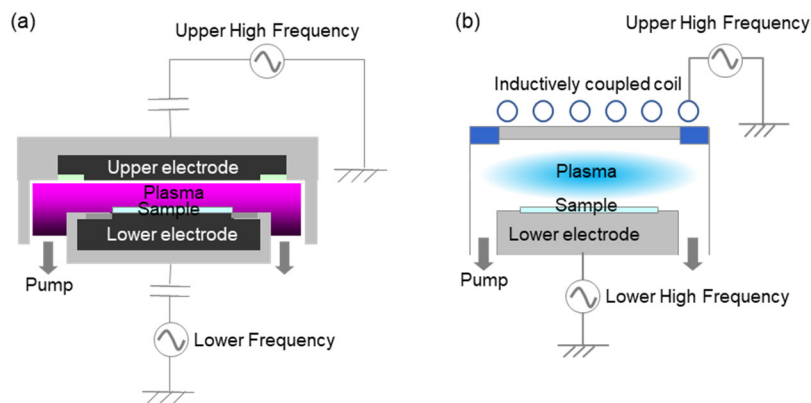 (a)
Upper High Frequency
Upper electrode
Plasma
Sample
Lower electrode
Pump
Lower Frequency
(b)
Upper High Frequency
Inductively coupled coil
Plasma
Sample
Lower electrode
Pump
Lower High Frequency